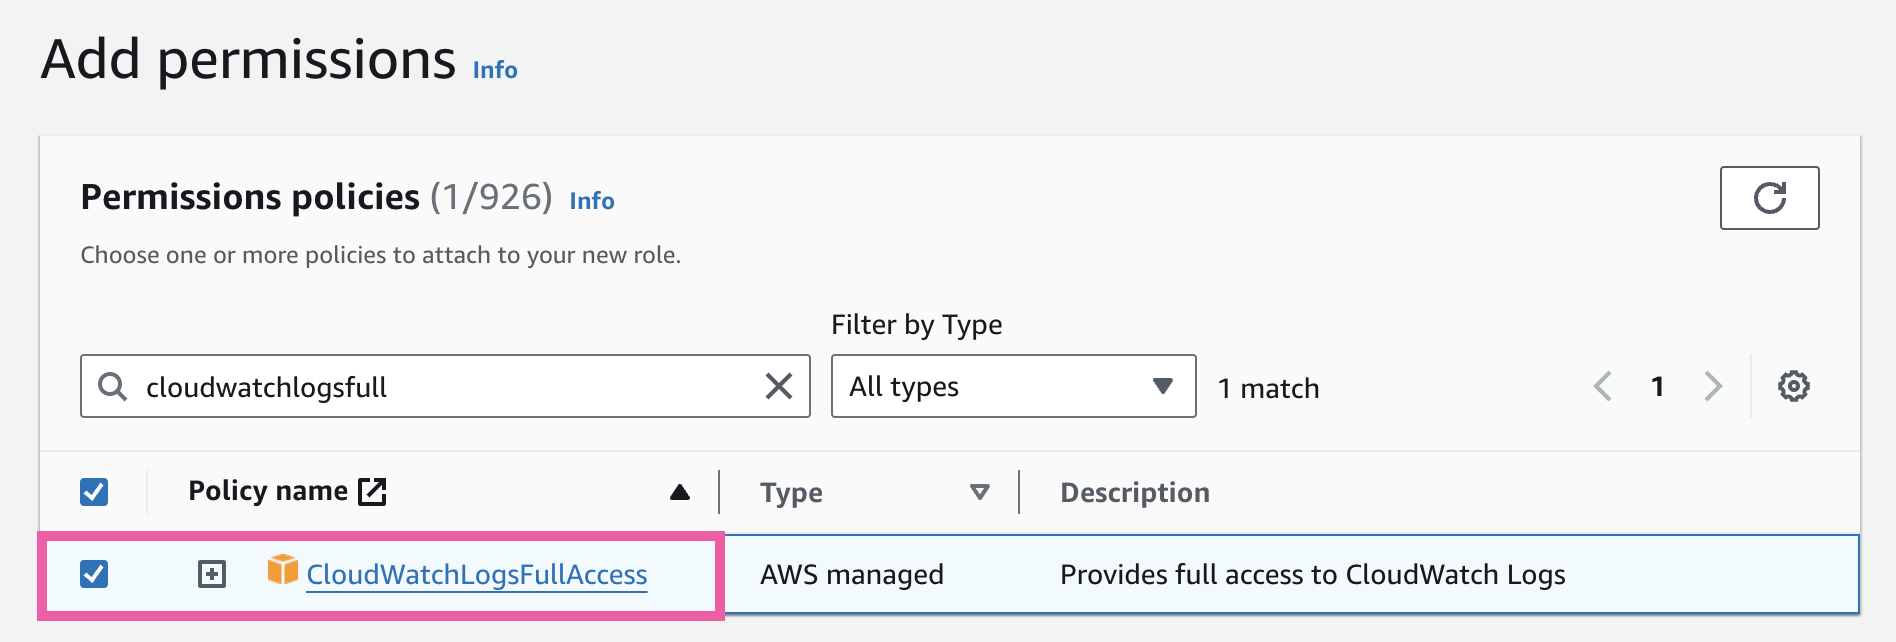 Add permissions Info
Permissions policies (1/926) Info
Choose one or more policies to attach to your new role.
Filter by Type
cloudwatchlogsfull All types 1 match 1
Policy name Type Description
CloudWatchLogsFullAccess AWS managed Provides full access to CloudWatch Logs